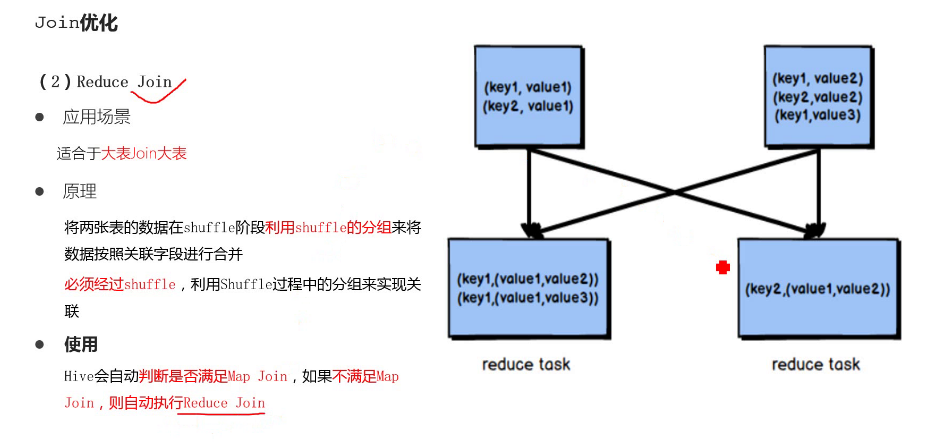 Join优化
（2）Reduce Join
● 应用场景
适合于大表Join大表
● 原理
将两张表的数据在shuffle阶段利用shuffle的分组来将
数据按照关联字段进行合并
必须经过shuffle，利用Shuffle过程中的分组来实现关
联
● 使用
Hive会自动判断是否满足Map Join，如果不满足Map
Join，则自动执行Reduce Join
(key1, value1)
(key2, value1)
(key1, value2)
(key2,value2)
(key1,value3)
(key1,(value1,value2))
(key1,(value1,value3))
reduce task
(key2,(value1,value2))
reduce task